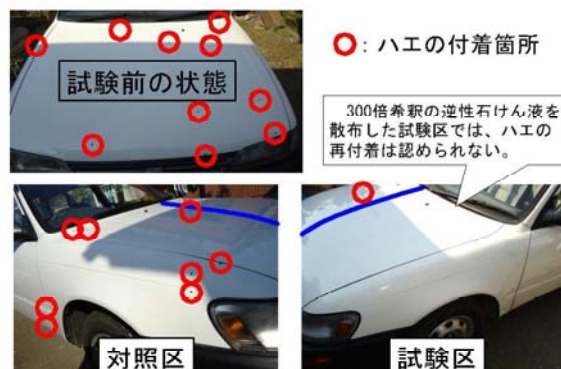 試験前の状態
○：ハエの付着箇所
300倍希釈の逆性石けん液を
散布した試験区では、ハエの
再付着は認められない。
対照区
試験区